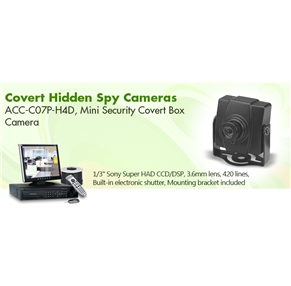 Covert Hidden Spy Cameras
ACC-C07P-H4D, Mini Security Covert Box
Camera
1/3" Sony Super HAD CCD/DSP, 3.6mm lens, 420 lines,
Built-in electronic shutter, Mounting bracket included